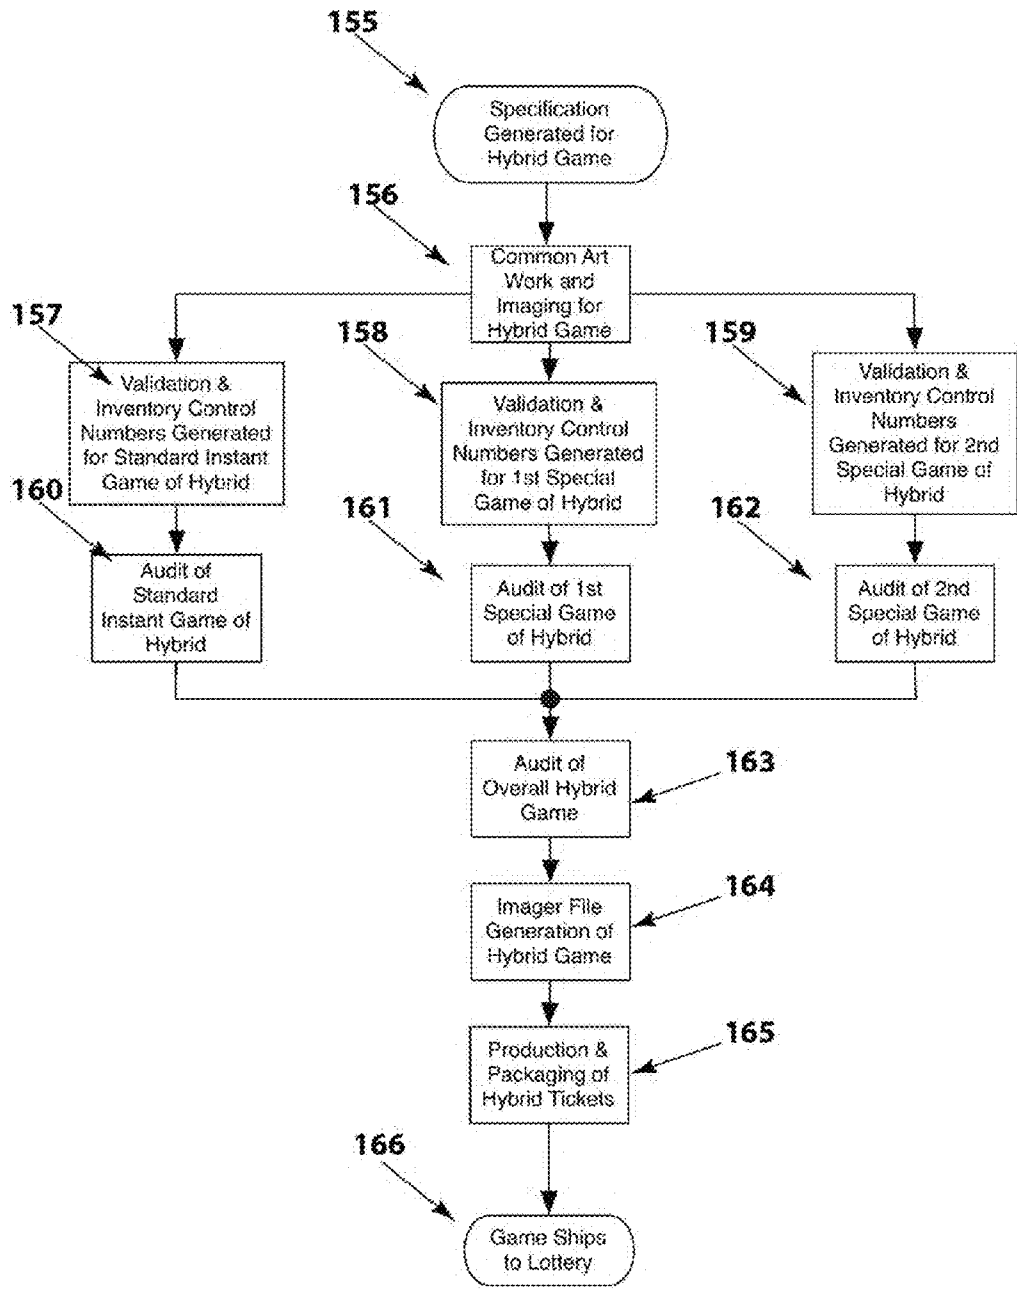 155
Specification
Generated for
Hybrid Game
156
Common Art
Work and
Imaging for
Hybrid Game
157
Validation &
Inventory Control
Numbers Generated
for Standard Instant
Game of Hybrid
158
Validation &
Inventory Control
Numbers Generated
for 1st Special
Game of Hybrid
159
Validation &
Inventory Control
Numbers
Generated for 2nd
Special Game of
Hybrid
160
Audit of
Standard
Instant Game of
Hybrid
161
Audit of 1st
Special Game
of Hybrid
162
Audit of 2nd
Special Game
of Hybrid
163
Audit of
Overall Hybrid
Game
164
Imager File
Generation of
Hybrid Game
165
Production &
Packaging of
Hybrid Tickets
166
Game Ships
to Lottery